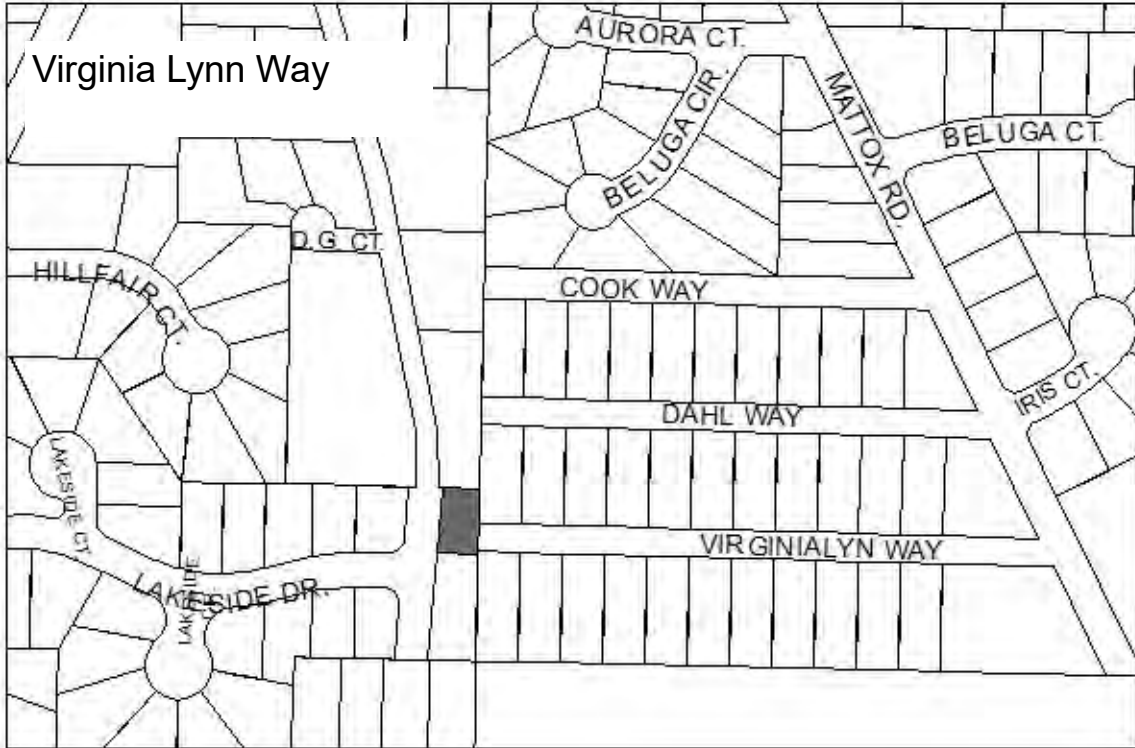 Virginia Lynn Way
AURORA CT.
MATTOX RD.
BELUGA CIR.
BELUGA CT.
D.G. CT.
HILLFAIR CT.
COOK WAY
IRIS CT.
DAHL WAY
LAKESIDE CT
VIRGINIALYN WAY
LAKESIDE DR.
LAKESIDE